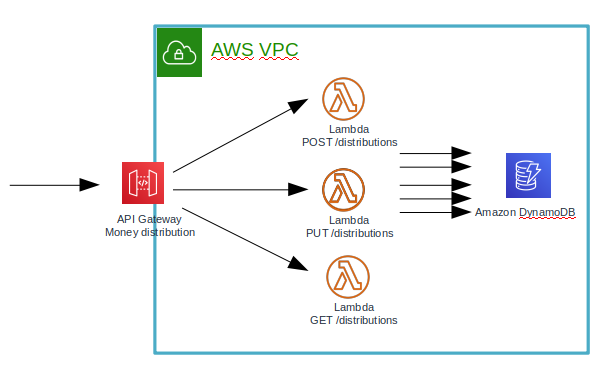 AWS VPC
Lambda
POST /distributions
API Gateway
Money distribution
Lambda
PUT /distributions
Amazon DynamoDB
Lambda
GET /distributions